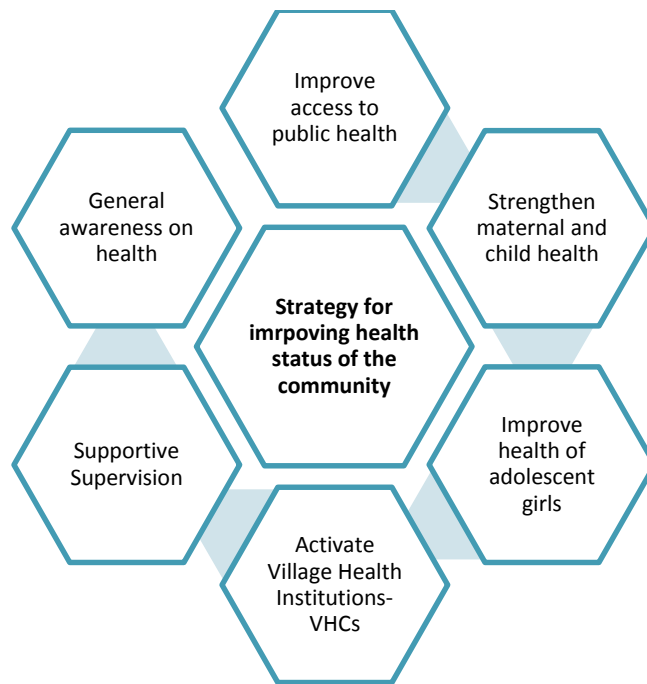 Improve
access to
public health
General
awareness on
health
Strengthen
maternal and
child health
Strategy for
imrpoving health
status of the
community
Supportive
Supervision
Improve
health of
adolescent
girls
Activate
Village Health
Institutions-
VHCs